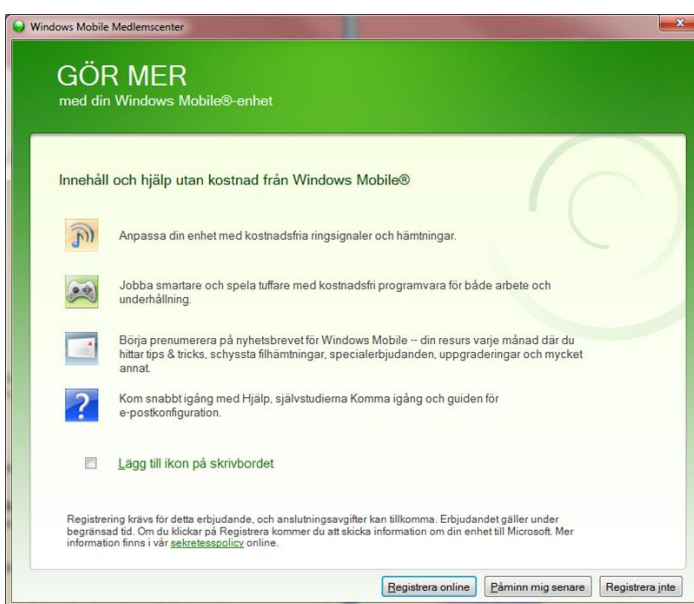 Windows Mobile Medlemscenter
GÖR MER
med din Windows Mobile®-enhet
Innehåll och hjälp utan kostnad från Windows Mobile®
Anpassa din enhet med kostnadsfria ringsignaler och hämtningar.
Jobba smartare och spela tuffare med kostnadsfri programvara för både arbete och
underhållning.
Börja prenumerera på nyhetsbrevet för Windows Mobile -- din resurs varje månad där du
hittar tips & tricks, schyssta filhämtningar, specialerbjudanden, uppgraderingar och mycket
annat.
Kom snabbt igång med Hjälp, självstudierna Komma igång och guiden för
e-postkonfiguration.
Lägg till ikon på skrivbordet
Registrering krävs för detta erbjudande, och anslutningsavgifter kan tillkomma. Erbjudandet gäller under
begränsad tid. Om du klickar på Registrera kommer du att skicka information om din enhet till Microsoft. Mer
information finns i vår sekretesspolicy online.
Registrera online Påminn mig senare Registrera inte